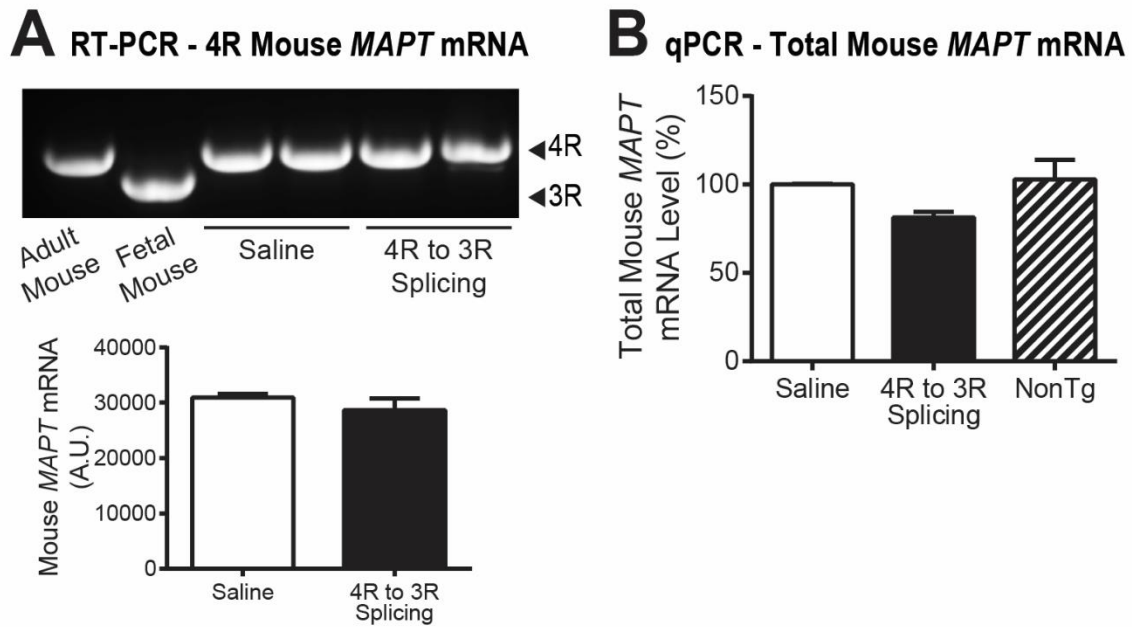 A RT-PCR - 4R Mouse MAPT mRNA
◄4R
◄3R
Adult
Mouse
Fetal
Mouse
Saline
4R to 3R
Splicing
Mouse MAPT mRNA
(A.U.)
40000
30000
20000
10000
0
Saline
4R to 3R
Splicing
B qPCR - Total Mouse MAPT mRNA
Total Mouse MAPT
mRNA Level (%)
150
100
50
0
Saline
4R to 3R
Splicing
NonTg